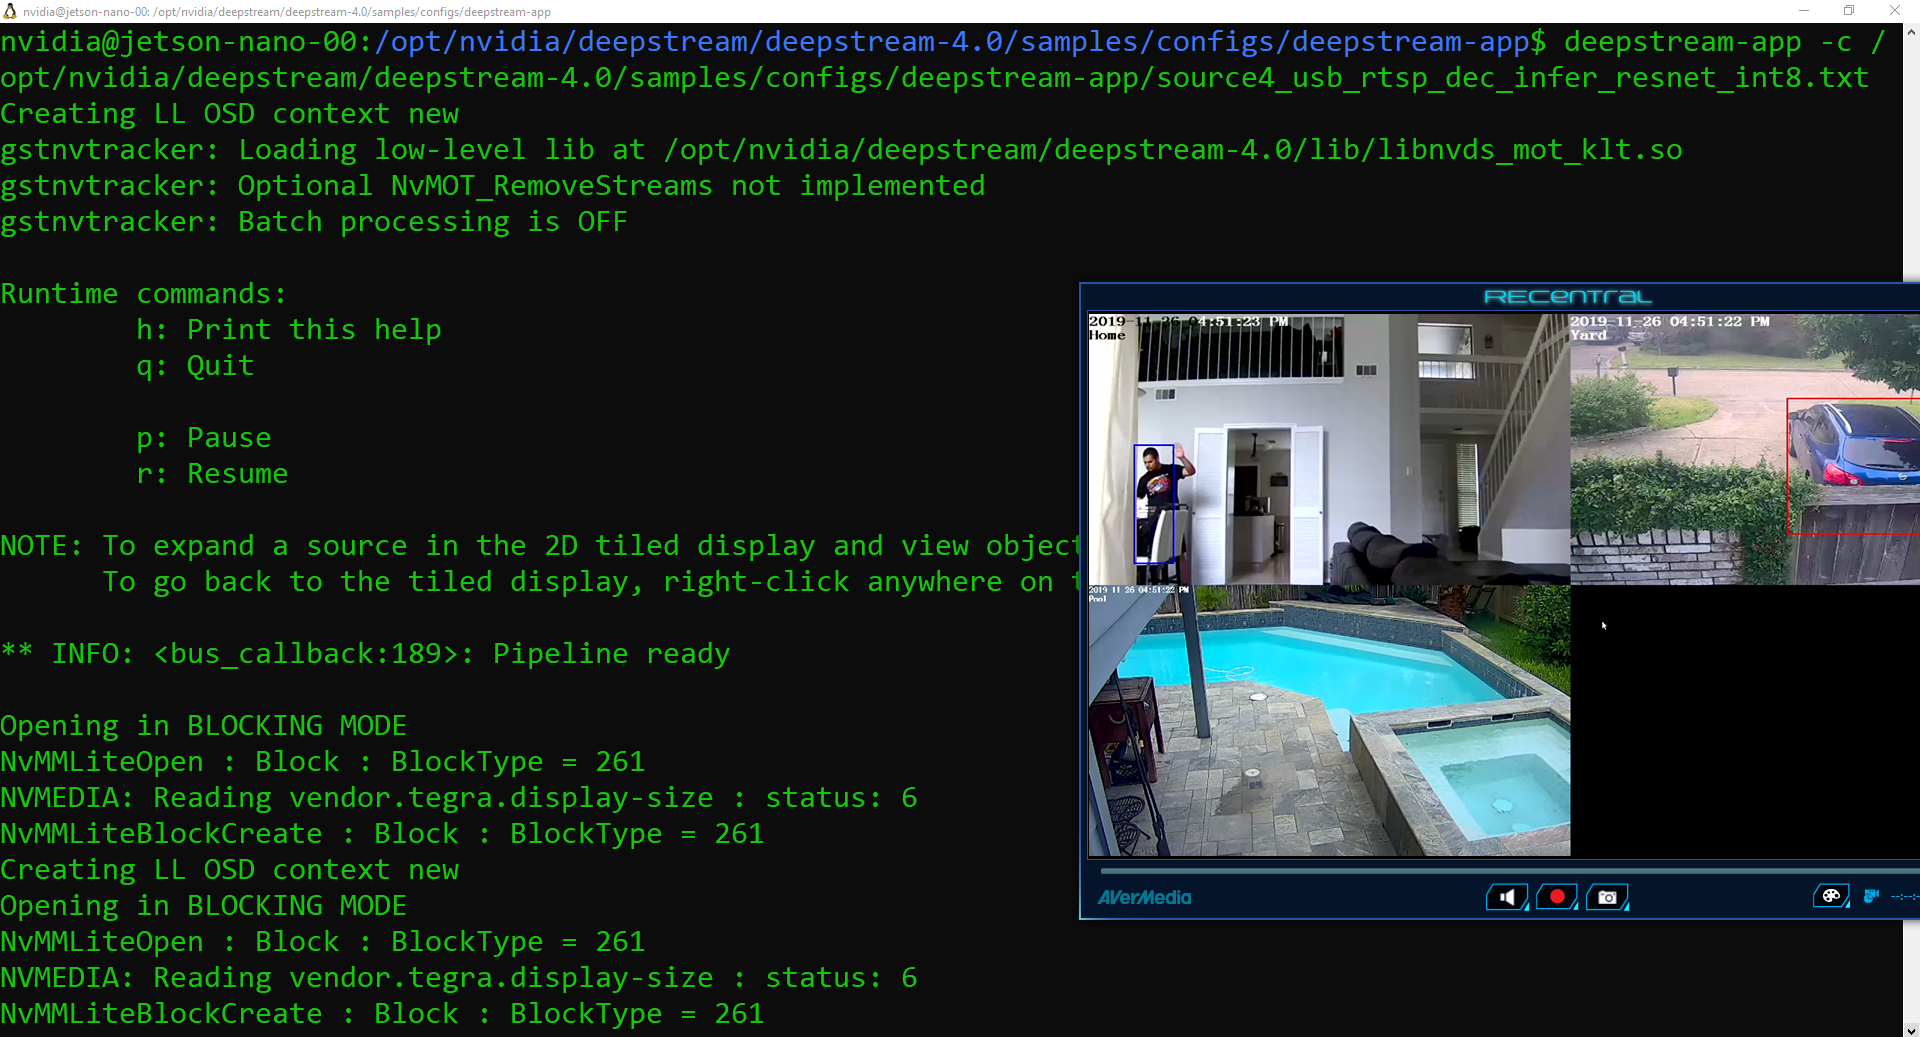 nvidia@jetson-nano-00: /opt/nvidia/deepstream/deepstream-4.0/samples/configs/deepstream-app
nvidia@jetson-nano-00:/opt/nvidia/deepstream/deepstream-4.0/samples/configs/deepstream-app$ deepstream-app -c /
opt/nvidia/deepstream/deepstream-4.0/samples/configs/deepstream-app/source4_usb_rtsp_dec_infer_resnet_int8.txt
Creating LL OSD context new
gstnvtracker: Loading low-level lib at /opt/nvidia/deepstream/deepstream-4.0/lib/libnvds_mot_klt.so
gstnvtracker: Optional NvMOT_RemoveStreams not implemented
gstnvtracker: Batch processing is OFF
Runtime commands:
h: Print this help
q: Quit
p: Pause
r: Resume
NOTE: To expand a source in the 2D tiled display and view object
To go back to the tiled display, right-click anywhere on t
** INFO: <bus_callback:189>: Pipeline ready
Opening in BLOCKING MODE
NvMMLiteOpen : Block : BlockType = 261
NVMEDIA: Reading vendor.tegra.display-size : status: 6
NvMMLiteBlockCreate : Block : BlockType = 261
Creating LL OSD context new
Opening in BLOCKING MODE
NvMMLiteOpen : Block : BlockType = 261
NVMEDIA: Reading vendor.tegra.display-size : status: 6
NvMMLiteBlockCreate : Block : BlockType = 261
RECENTRAL
2019-11-26 04:51:23 PM
Home
2019-11-26 04:51:22 PM
Yard
2019 11 26 04:51:22 PM
Pool
AVerMedia
--:--:-